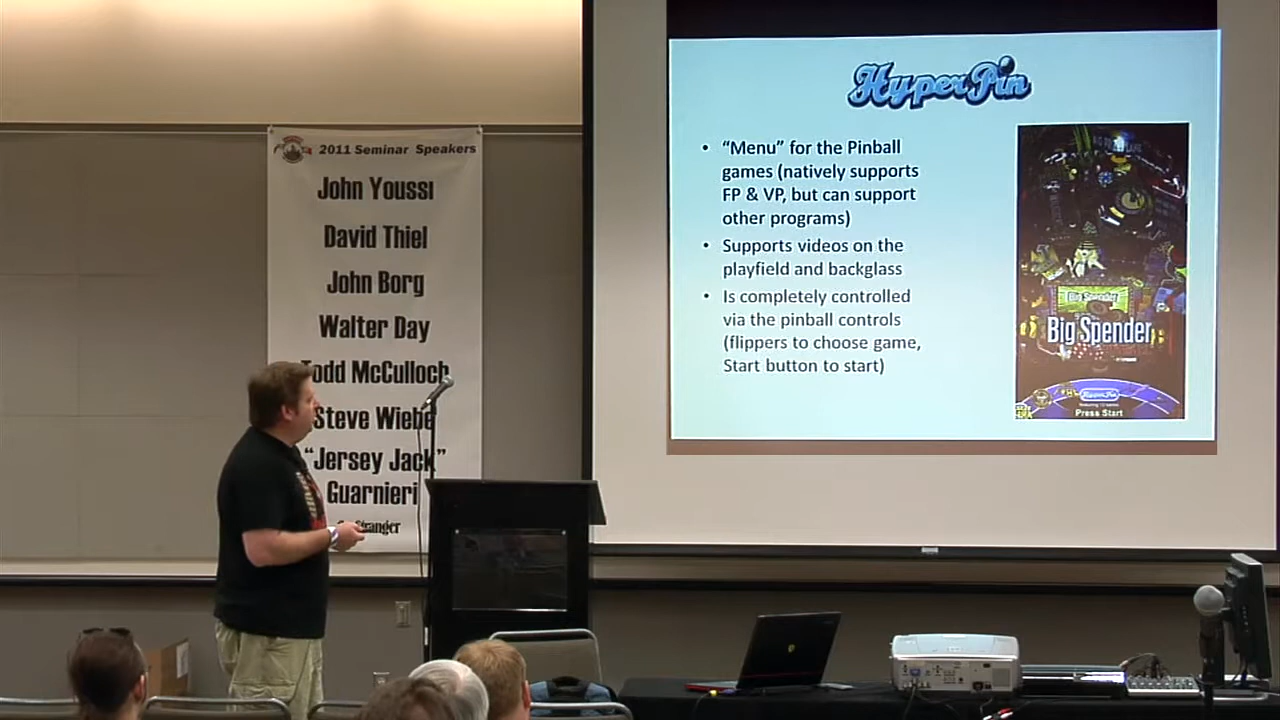 2011 Seminar Speakers
John Youssi
David Thiel
John Borg
Walter Day
Todd McCulloch
Steve Wiebe
"Jersey Jack"
Guarnieri
HyperPin
• "Menu" for the Pinball
games (natively supports
FP & VP, but can support
other programs)
• Supports videos on the
playfield and backglass
• Is completely controlled
via the pinball controls
(flippers to choose game,
Start button to start)
Big Spender
Big Spender
HyperPin
Press Start